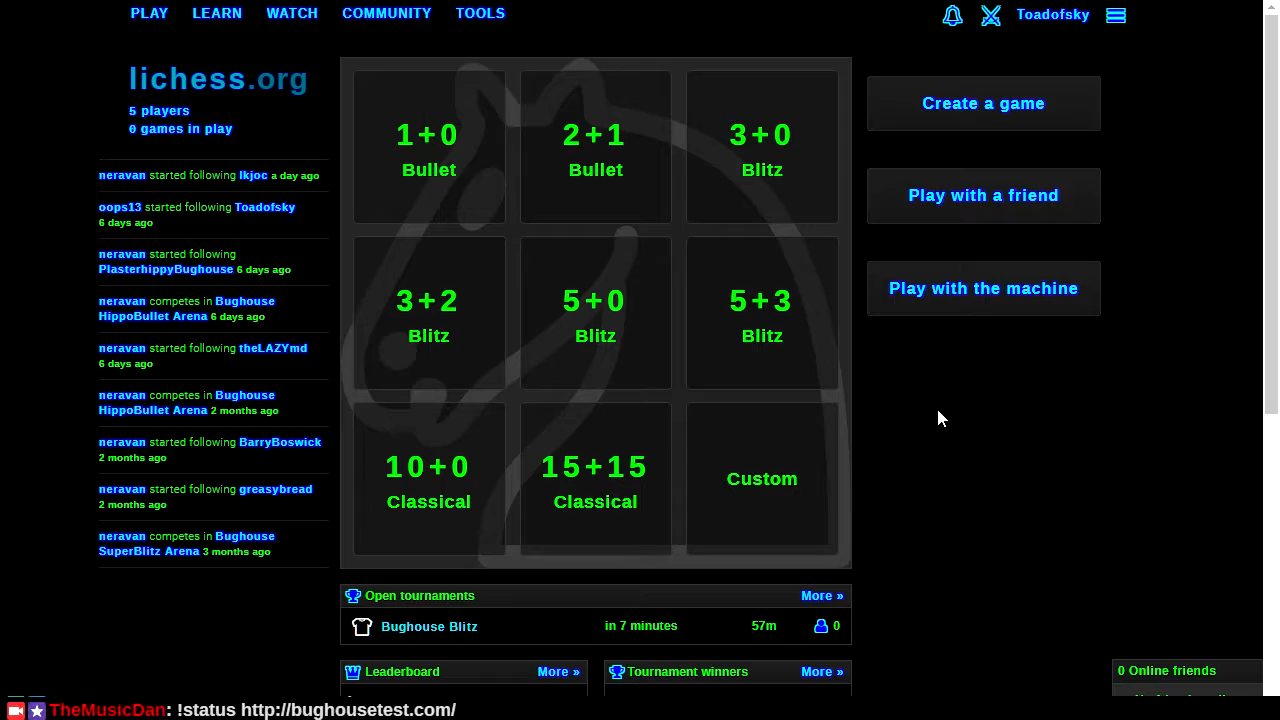 PLAY LEARN WATCH COMMUNITY TOOLS
Toadofsky
lichess.org
5 players
0 games in play
neravan started following lkjoc a day ago
oops13 started following Toadofsky
6 days ago
neravan started following
PlasterhippyBughouse 6 days ago
neravan competes in Bughouse
HippoBullet Arena 6 days ago
neravan started following theLAZYmd
6 days ago
neravan competes in Bughouse
HippoBullet Arena 2 months ago
neravan started following BarryBoswick
2 months ago
neravan started following greasybread
2 months ago
neravan competes in Bughouse
SuperBlitz Arena 3 months ago
1+0
Bullet
2+1
Bullet
3+0
Blitz
3+2
Blitz
5+0
Blitz
5+3
Blitz
10+0
Classical
15+15
Classical
Custom
Create a game
Play with a friend
Play with the machine
Open tournaments More »
Bughouse Blitz in 7 minutes 57m 0
Leaderboard More »
Tournament winners More »
0 Online friends
TheMusicDan: !status http://bughousetest.com/